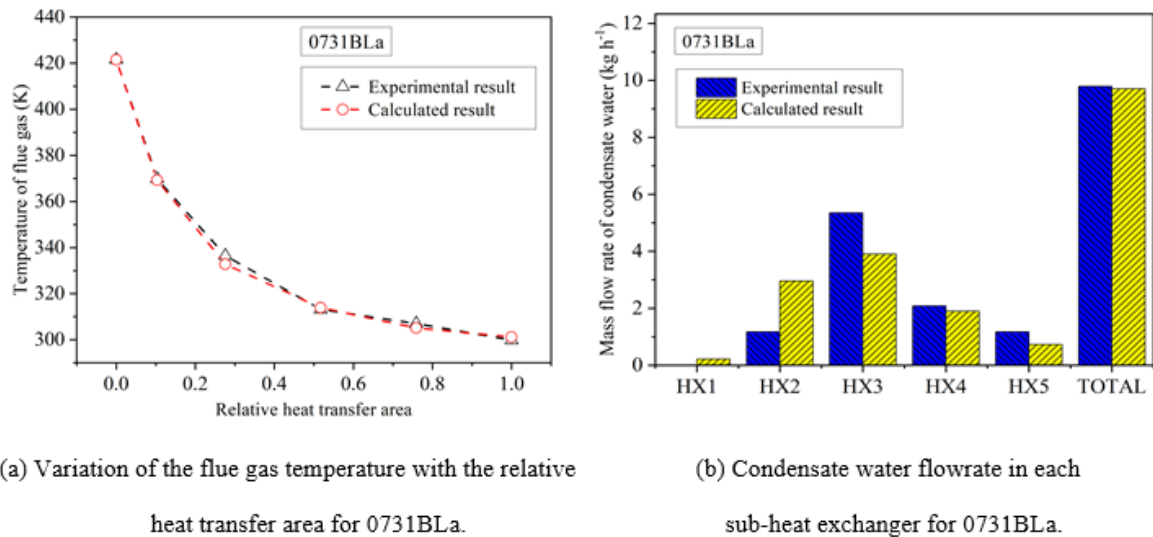 440
420
400
380
360
340
320
300
0.0 0.2 0.4 0.6 0.8 1.0
Temperature of flue gas (K)
Relative heat transfer area
0731BLa
Experimental result
Calculated result
12
10
8
6
4
2
0
HX1 HX2 HX3 HX4 HX5 TOTAL
Mass flow rate of condensate water (kg h⁻¹)
0731BLa
Experimental result
Calculated result
(a) Variation of the flue gas temperature with the relative
heat transfer area for 0731BLa.
(b) Condensate water flowrate in each
sub-heat exchanger for 0731BLa.